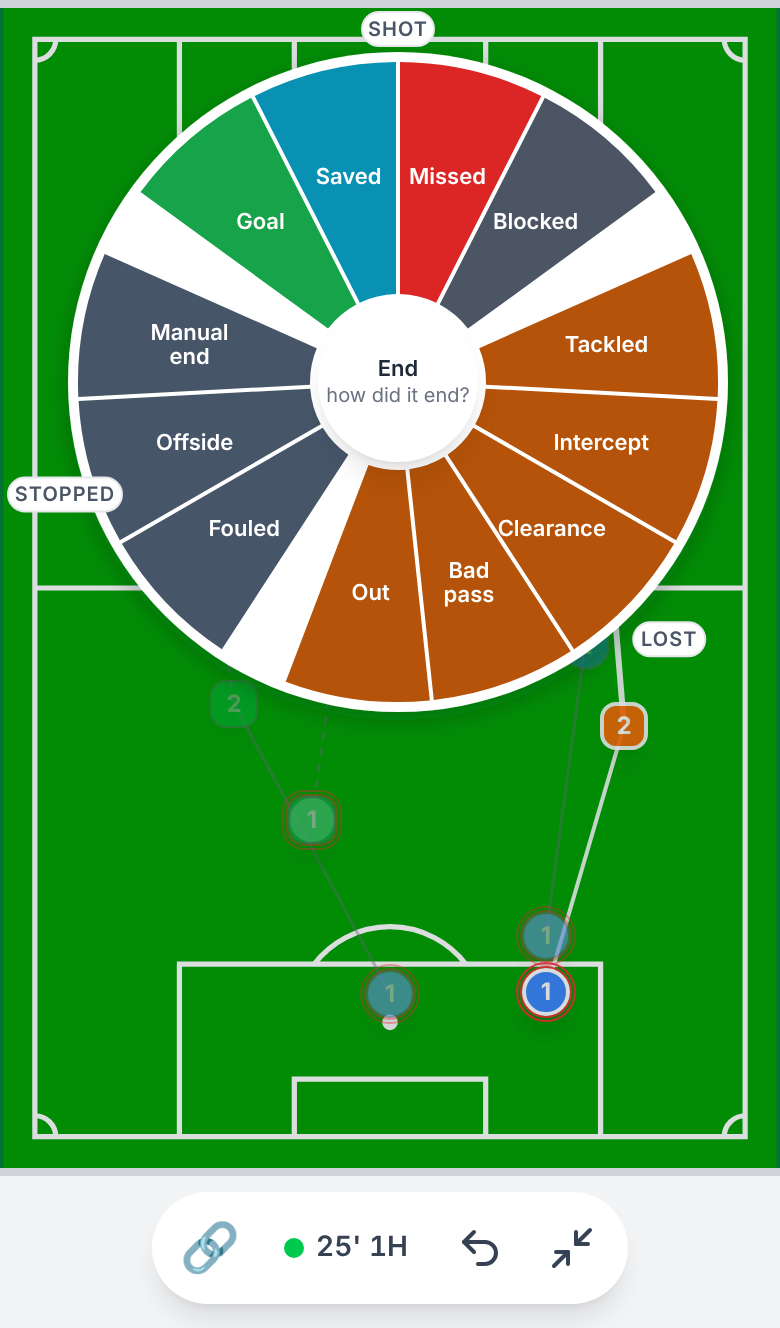 SHOT
Saved
Missed
Goal
Blocked
Manual
end
Tackled
End
how did it end?
Offside
Intercept
STOPPED
Fouled
Clearance
Out
Bad
pass
LOST
2
2
1
1
1
1
25' 1H